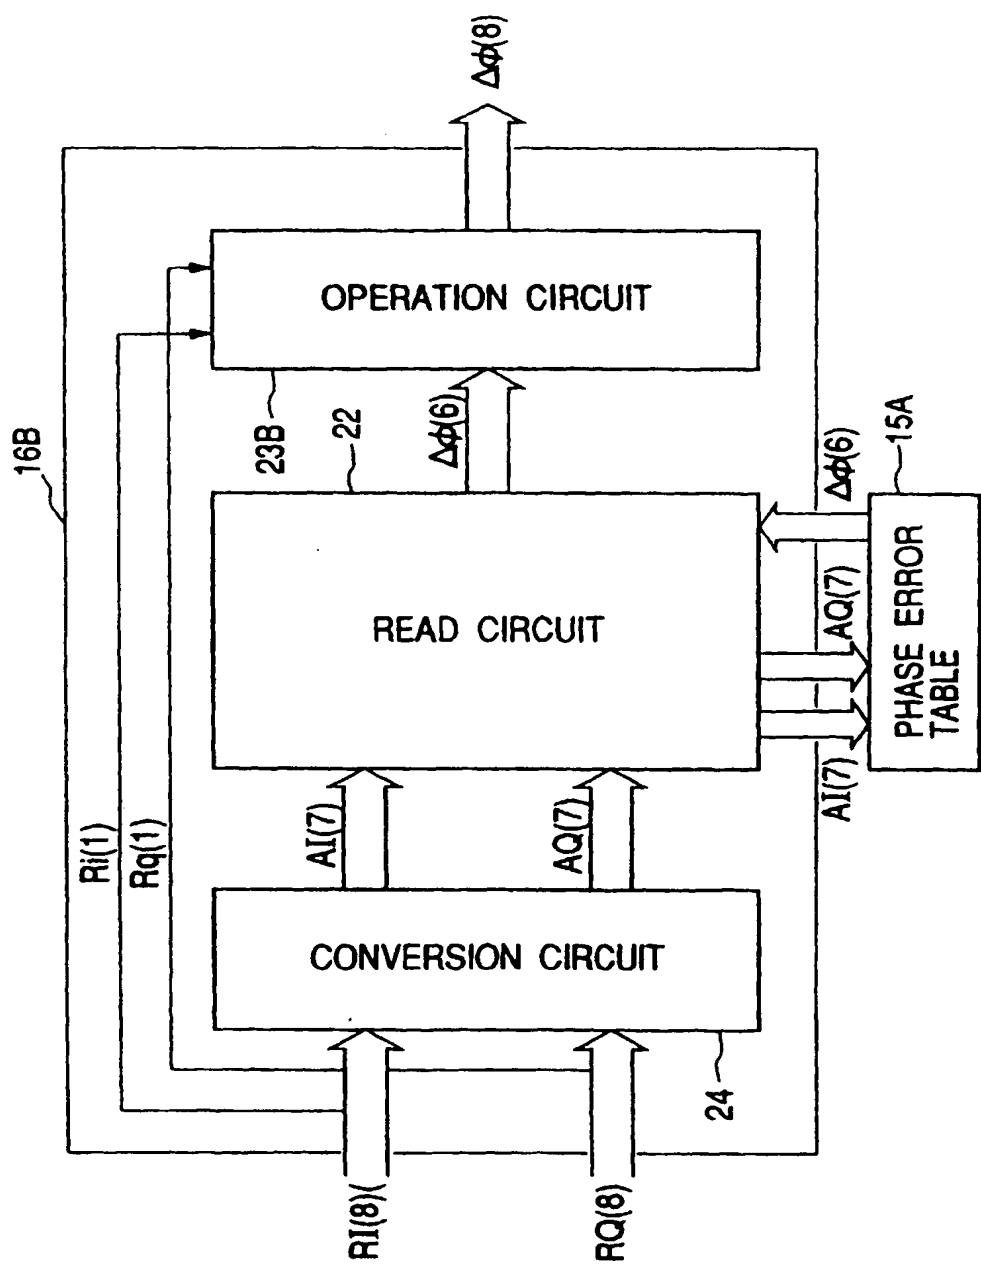 Δϕ(8)
16B
Ri(1)
Rq(1)
OPERATION CIRCUIT
23B
Δϕ(6)
22
READ CIRCUIT
AI(7)
AQ(7)
CONVERSION CIRCUIT
24
RI(8)(
RQ(8)
AI(7)
AQ(7)
Δϕ(6)
15A
PHASE ERROR
TABLE